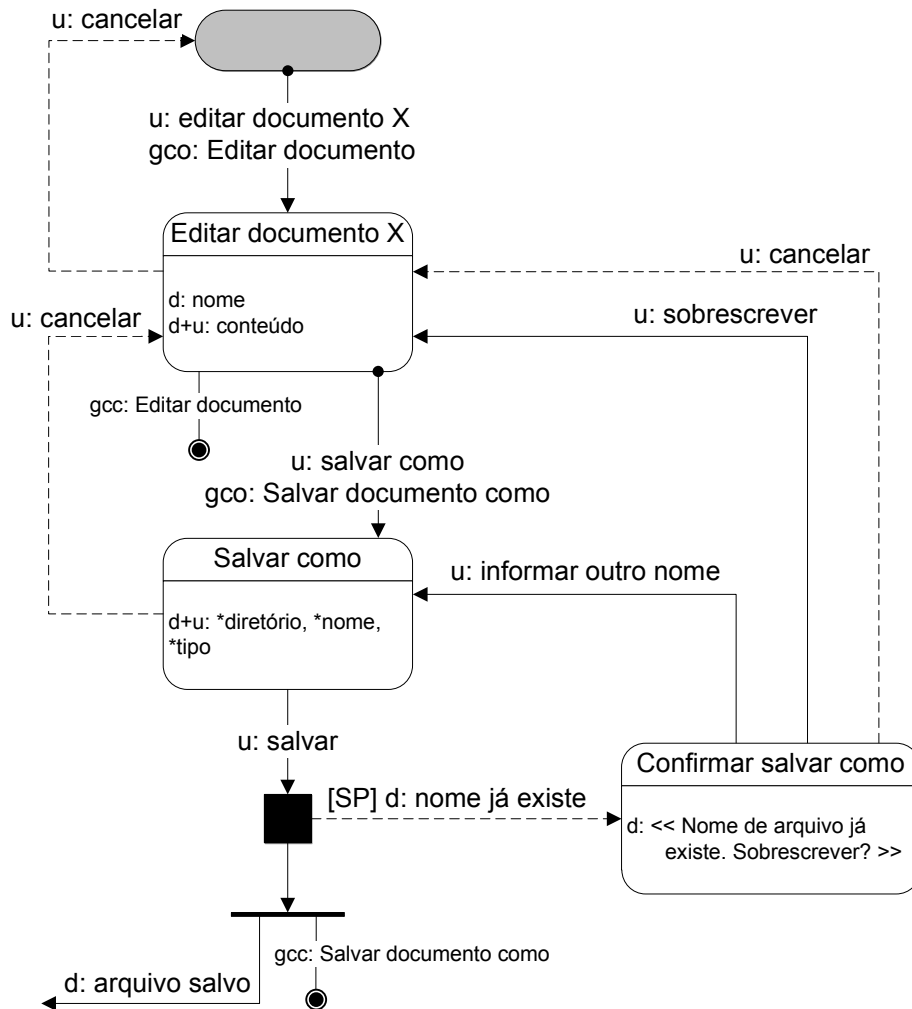 u: cancelar
u: editar documento X
gco: Editar documento
Editar documento X
d: nome
d+u: conteúdo
u: cancelar
u: cancelar
u: sobrescrever
gcc: Editar documento
u: salvar como
gco: Salvar documento como
Salvar como
d+u: *diretório, *nome,
*tipo
u: informar outro nome
u: salvar
[SP] d: nome já existe
Confirmar salvar como
d: << Nome de arquivo já
existe. Sobrescrever? >>
gcc: Salvar documento como
d: arquivo salvo